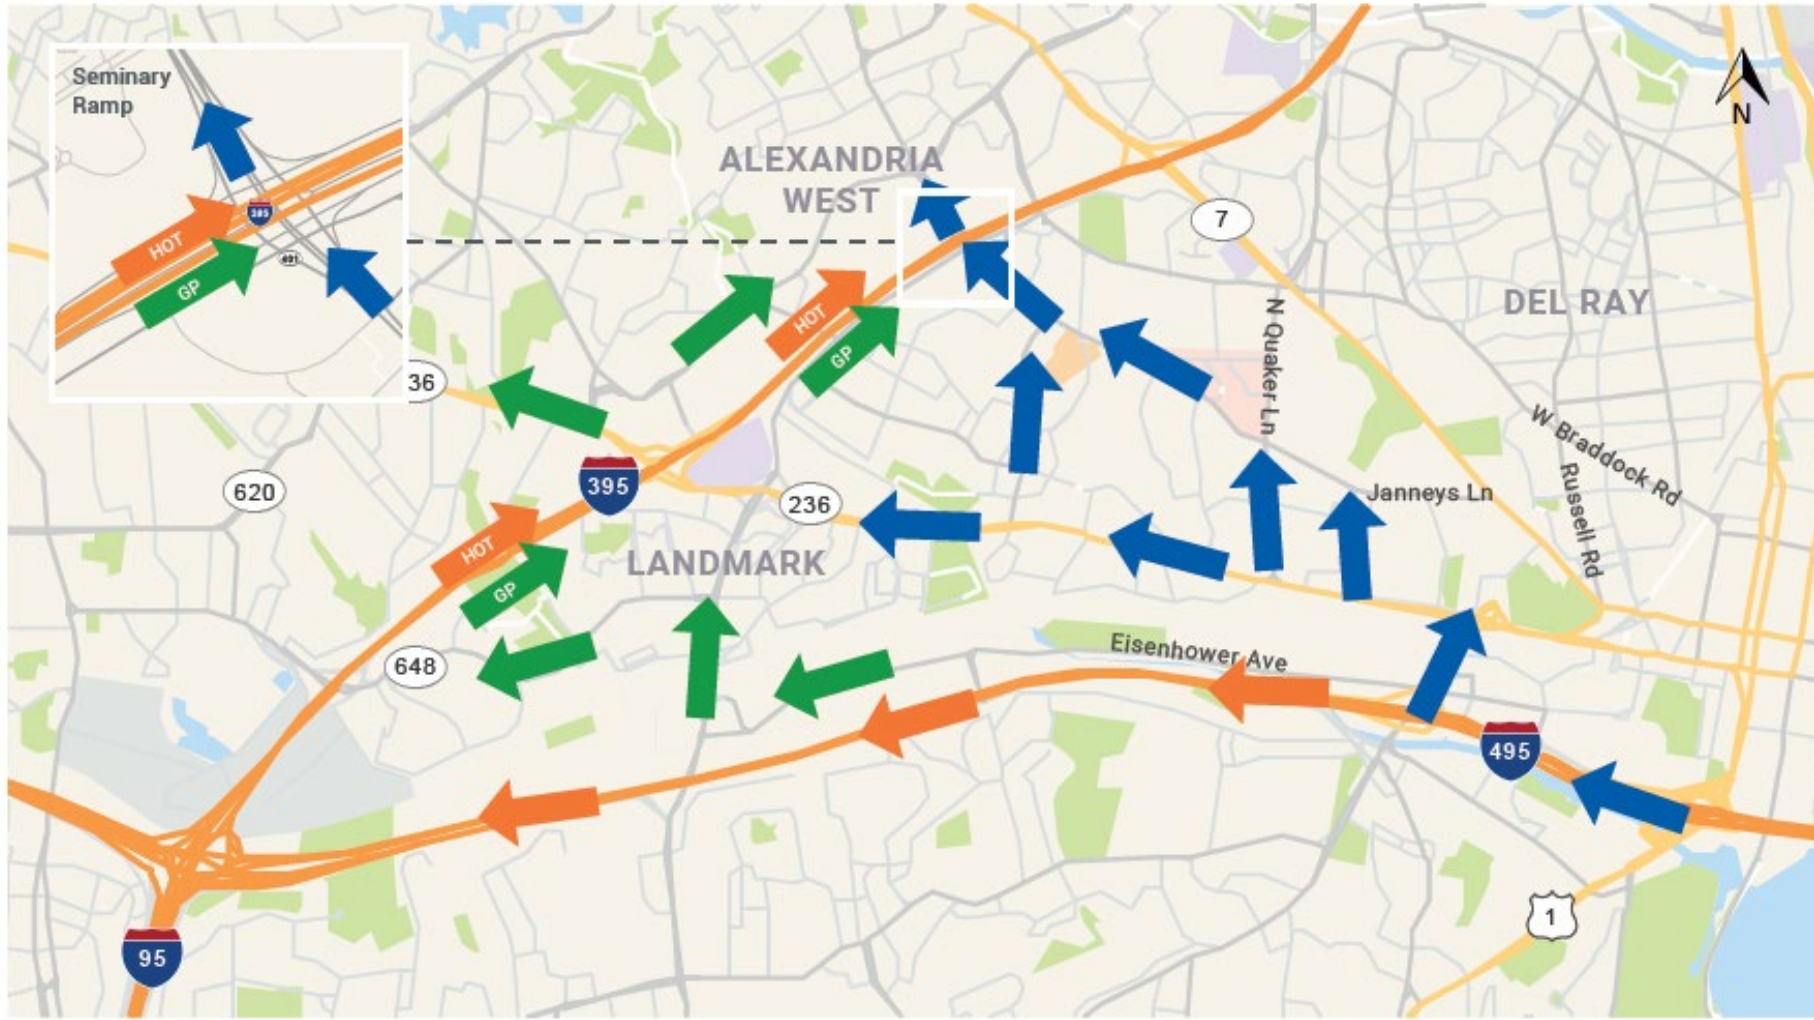 Seminary
Ramp
N
ALEXANDRIA
WEST
395
HOT
GP
401
7
DEL RAY
HOT
GP
N Quaker Ln
36
W Braddock Rd
395
620
236
Janneys Ln
Russell Rd
HOT
GP
LANDMARK
648
Eisenhower Ave
495
1
95